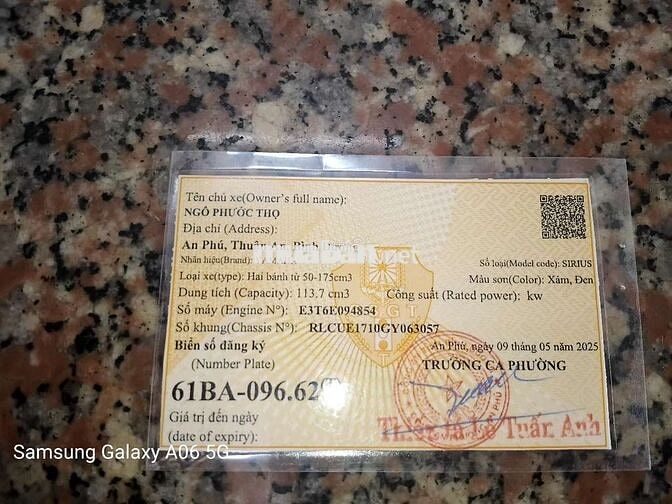 Tên chủ xe(Owner's full name):
NGÔ PHƯỚC THỌ
Địa chỉ (Address):
An Phú, Thuận An, Bình Dương
Nhãn hiệu(Brand):
Số loại(Model code): SIRIUS
Loại xe(type): Hai bánh từ 50-175cm3
Màu sơn(Color): Xám, Đen
Dung tích (Capacity): 113.7 cm3
Công suất (Rated power): kw
Số máy (Engine N°): E3T6E094854
Số khung(Chassis N°): RLCUE1710GY063057
Biển số đăng ký
An Phú, ngày 09 tháng 05 năm 2025
(Number Plate)
TRƯỞNG CA PHƯỜNG
61BA-096.62
Giá trị đến ngày
(date of expiry):
Lê Tuấn Anh
Samsung Galaxy A06 5G